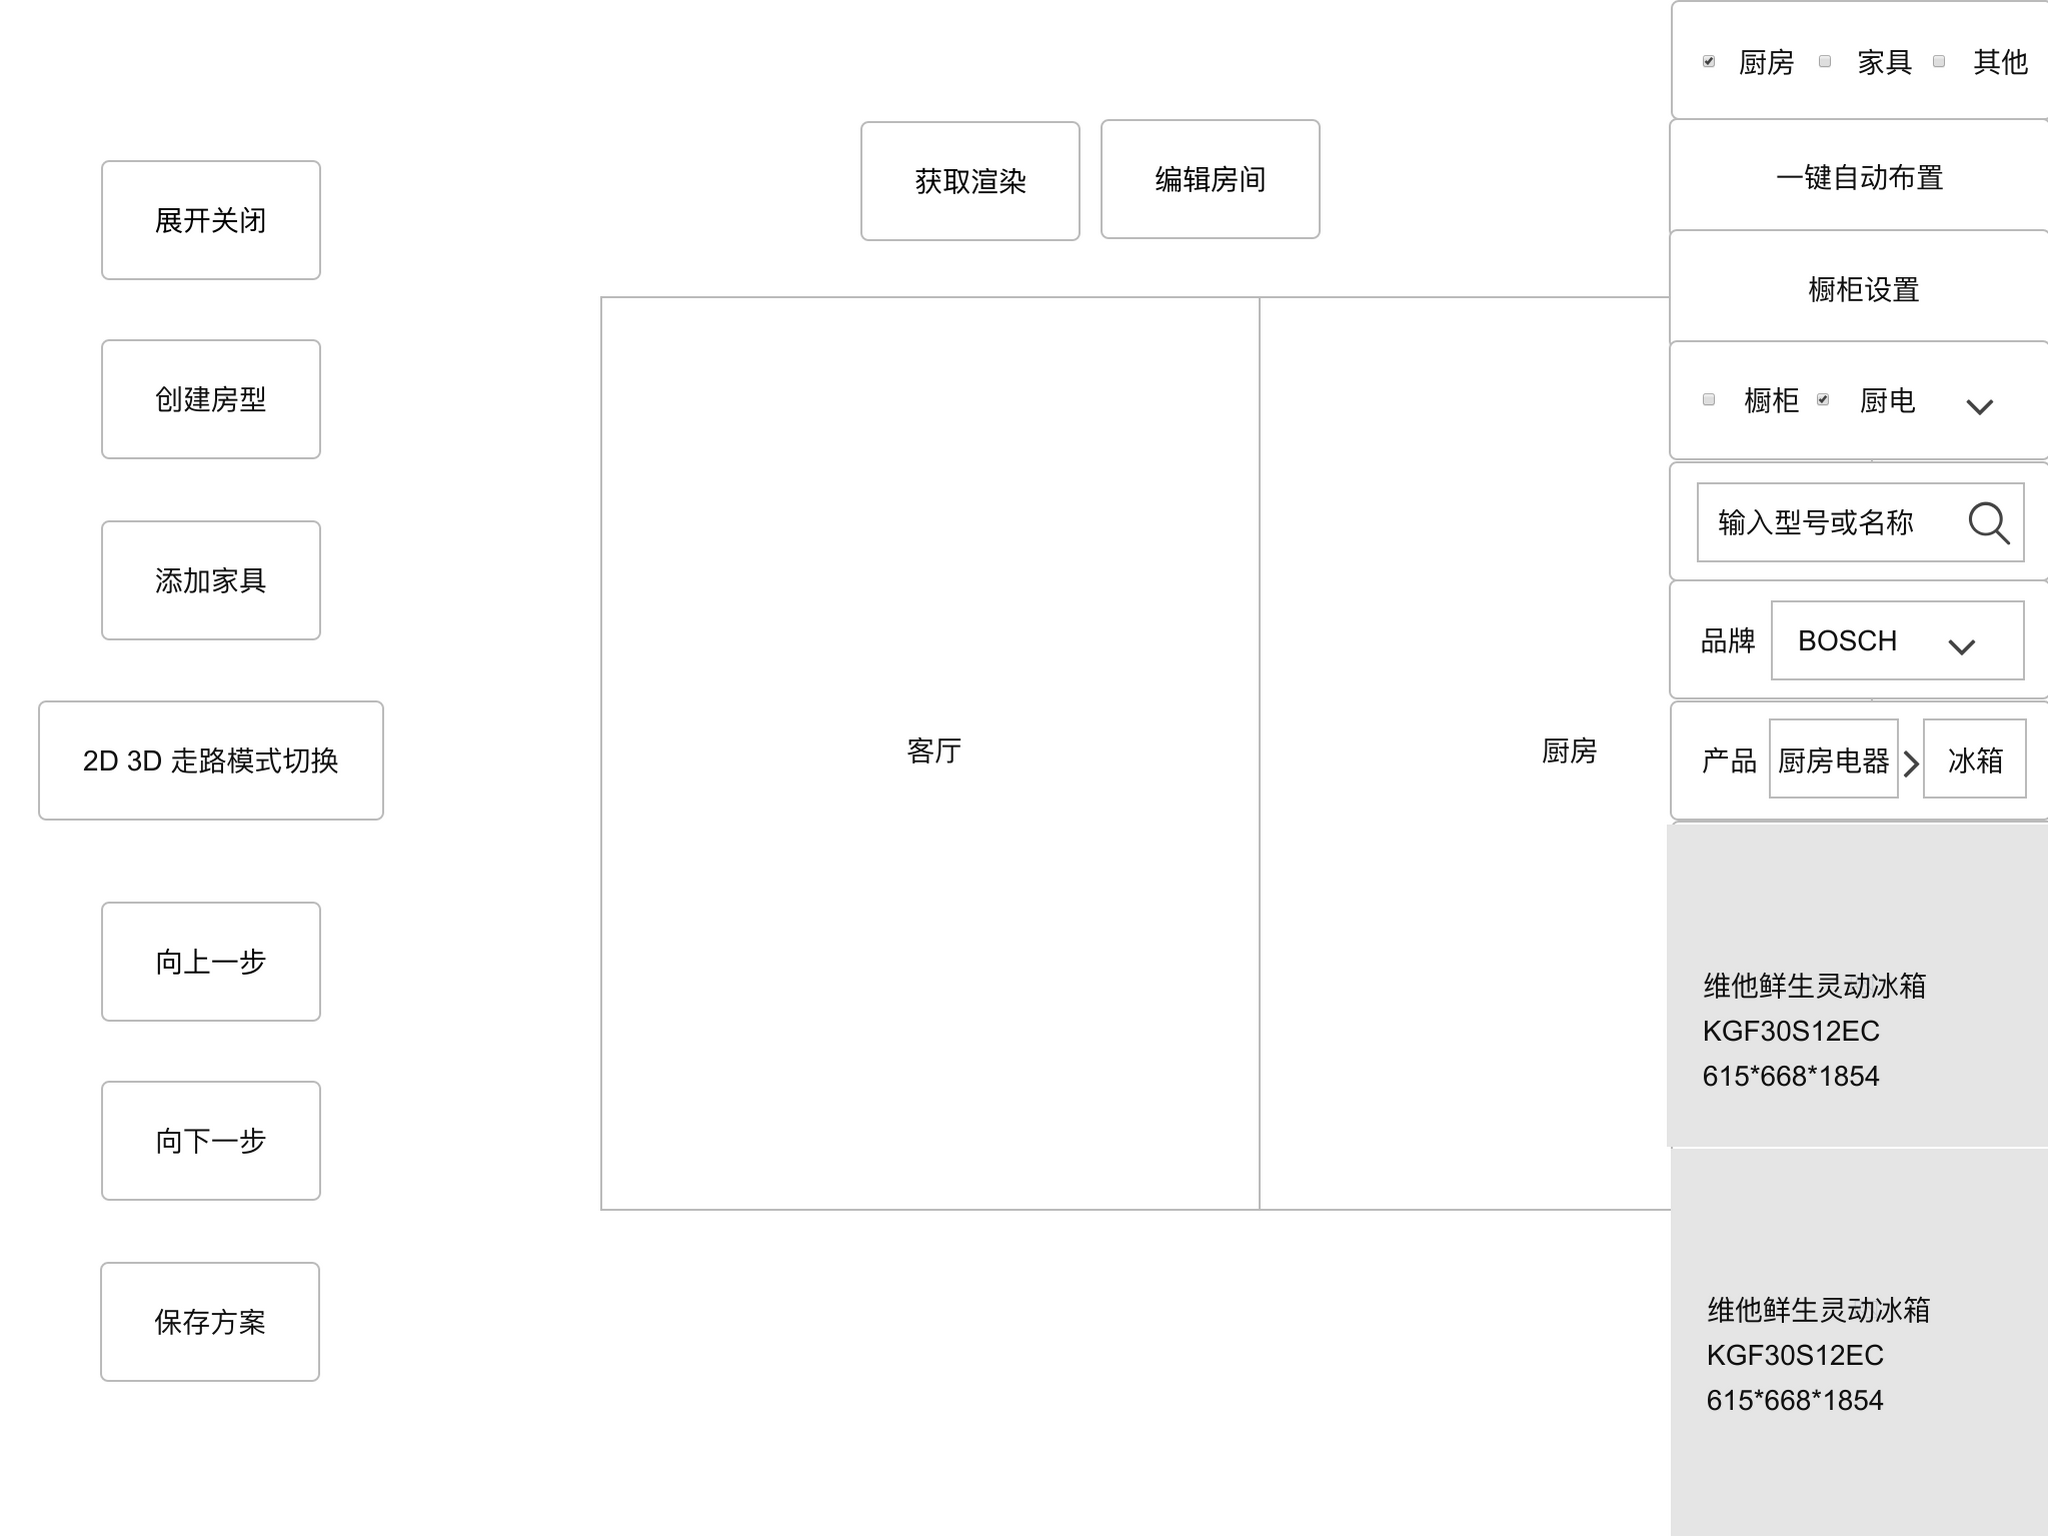 厨房 家具 其他
获取渲染 编辑房间
一键自动布置
展开关闭
橱柜设置
创建房型
橱柜 厨电
输入型号或名称
添加家具
品牌 BOSCH
客厅
厨房
2D 3D 走路模式切换
产品 厨房电器 冰箱
向上一步
维他鲜生灵动冰箱
KGF30S12EC
615*668*1854
向下一步
保存方案
维他鲜生灵动冰箱
KGF30S12EC
615*668*1854